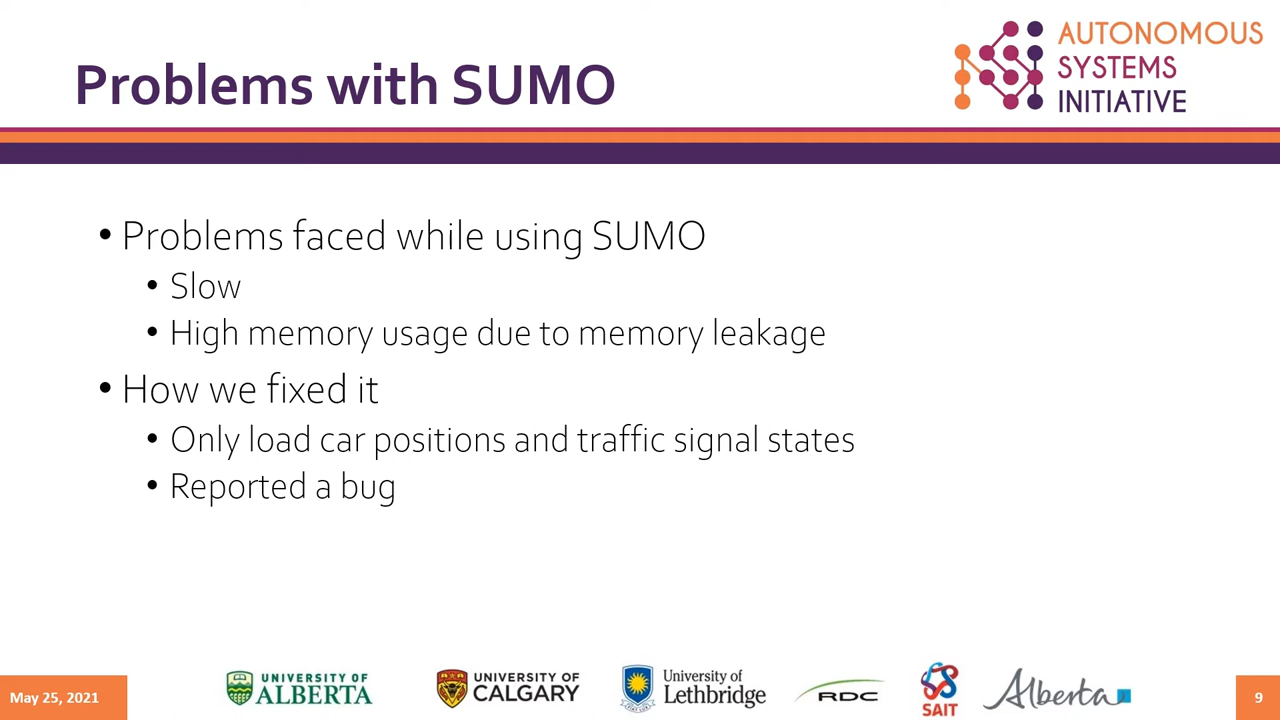 Problems with SUMO
AUTONOMOUS
SYSTEMS
INITIATIVE
• Problems faced while using SUMO
• Slow
• High memory usage due to memory leakage
• How we fixed it
• Only load car positions and traffic signal states
• Reported a bug
May 25, 2021
UNIVERSITY OF
ALBERTA
UNIVERSITY OF
CALGARY
University of
Lethbridge
RDC
SAIT
Alberta
9